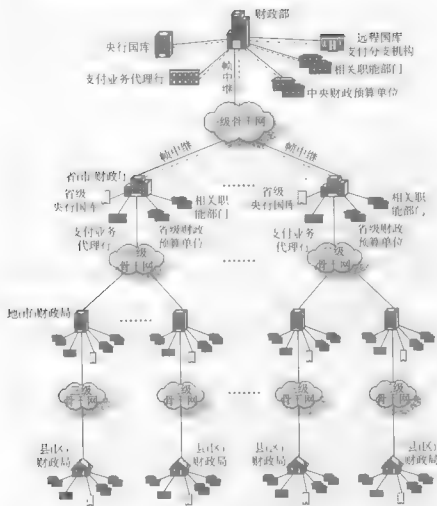 财政部
央行国库
远程国库
支付分支机构
支付业务代理行
相关职能部门
中央财政预算单位
帧中继
一级骨干网
帧中继
帧中继
省(市)财政厅
省级
央行国库
相关职
能部门
支付业务
代理行
省级财政
预算单位
省级
央行国库
相关职
能部门
支付业务
代理行
省级财政
预算单位
二级
骨干网
二级
骨干网
地(市)财政局
三级
骨干网
三级
骨干网
三级
骨干网
三级
骨干网
县(区)
财政局
县(区)
财政局
县(区)
财政局
县(区)
财政局